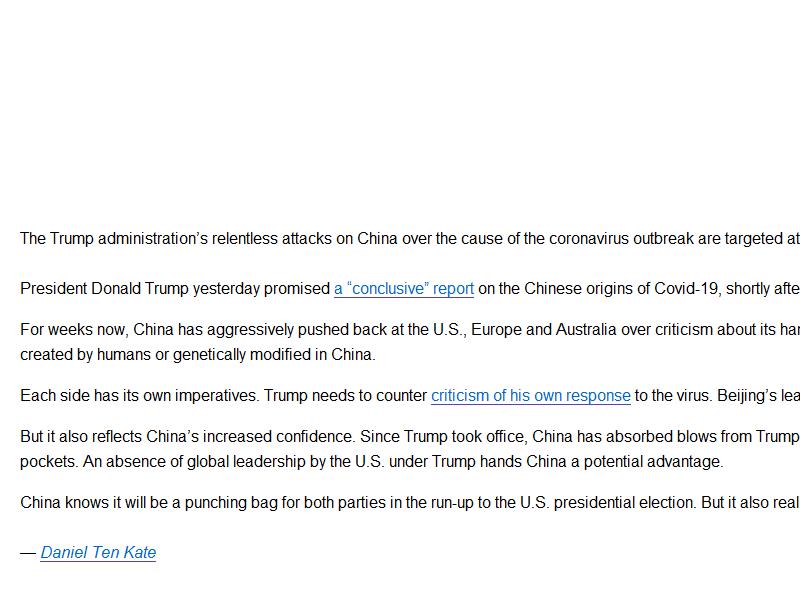 The Trump administration’s relentless attacks on China over the cause of the coronavirus outbreak are targeted at
President Donald Trump yesterday promised a “conclusive” report on the Chinese origins of Covid-19, shortly
For weeks now, China has aggressively pushed back at the U.S., Europe and Australia over criticism about its
created by humans or genetically modified in China.
Each side has its own imperatives. Trump needs to counter criticism of his own response to the virus. Beijing’s
But it also reflects China’s increased confidence. Since Trump took office, China has absorbed blows from Trump
pockets. An absence of global leadership by the U.S. under Trump hands China a potential advantage.
China knows it will be a punching bag for both parties in the run-up to the U.S. presidential election. But it also
— Daniel Ten Kate